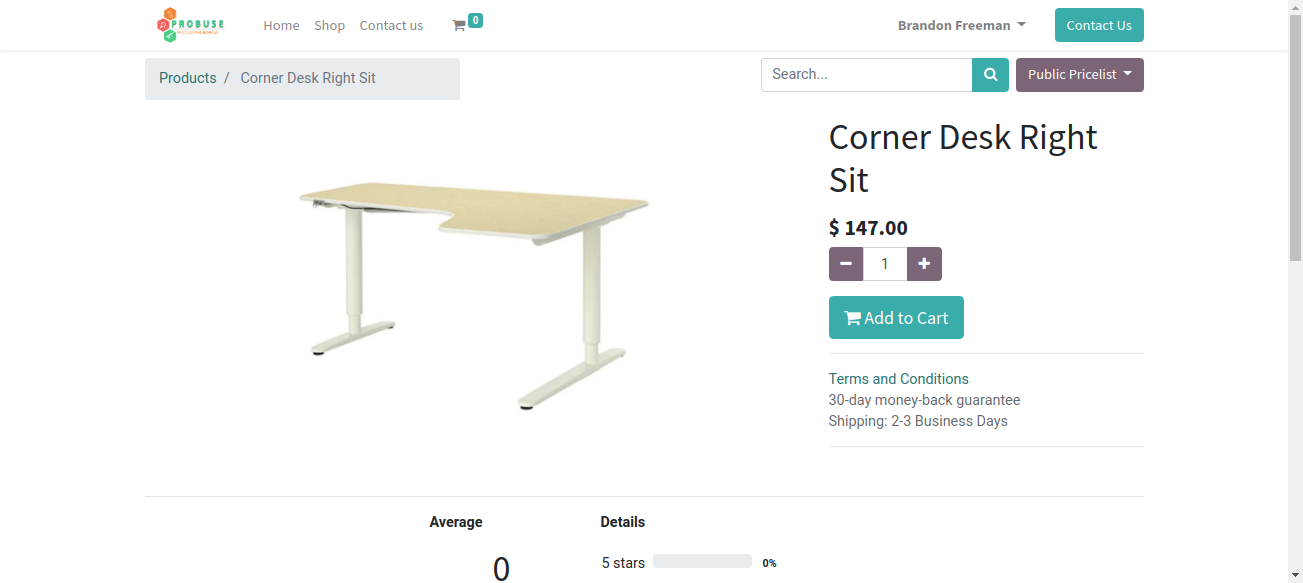 PROBUSE
Home
Shop
Contact us
0
Brandon Freeman
Contact Us
Products / Corner Desk Right Sit
Search...
Public Pricelist
Corner Desk Right
Sit
$ 147.00
1
Add to Cart
Terms and Conditions
30-day money-back guarantee
Shipping: 2-3 Business Days
Average
Details
0
5 stars
0%